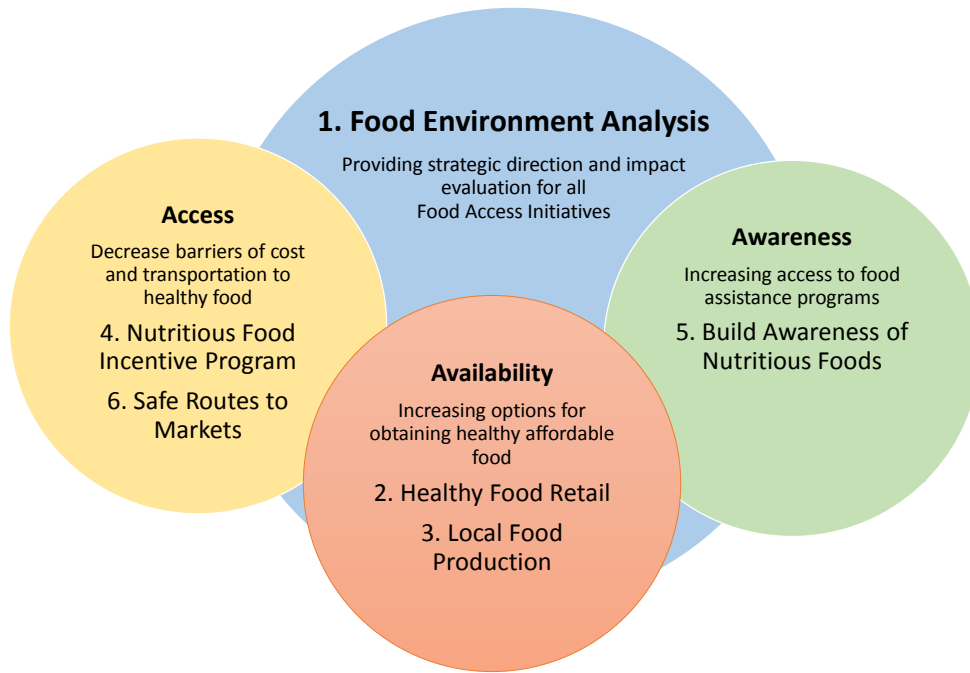 1. Food Environment Analysis
Providing strategic direction and impact
evaluation for all
Food Access Initiatives
Access
Decrease barriers of cost
and transportation to
healthy food
4. Nutritious Food
Incentive Program
6. Safe Routes to
Markets
Availability
Increasing options for
obtaining healthy affordable
food
2. Healthy Food Retail
3. Local Food
Production
Awareness
Increasing access to food
assistance programs
5. Build Awareness of
Nutritious Foods